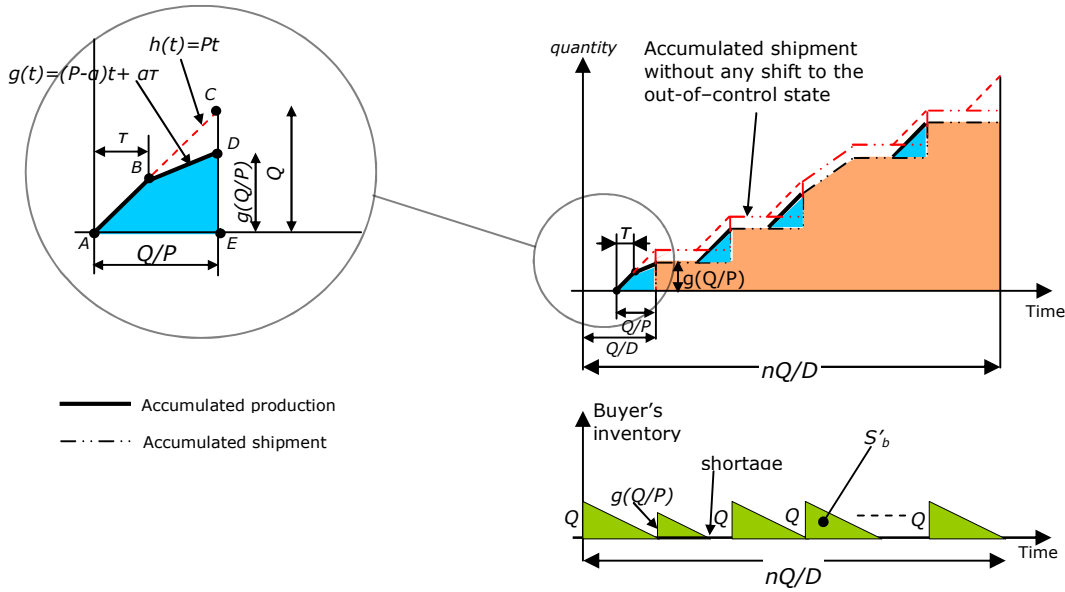 h(t)=Pt
g(t)=(P-α)t+ ατ
C
τ
D
B
g(Q/P)
Q
A
E
Q/P
Accumulated production
Accumulated shipment
quantity
Accumulated shipment
without any shift to the
out-of–control state
τ
g(Q/P)
Q/P
Q/D
Time
nQ/D
Buyer's
inventory
S'b
shortage
g(Q/P)
Q
Q
Q
Q
Time
nQ/D